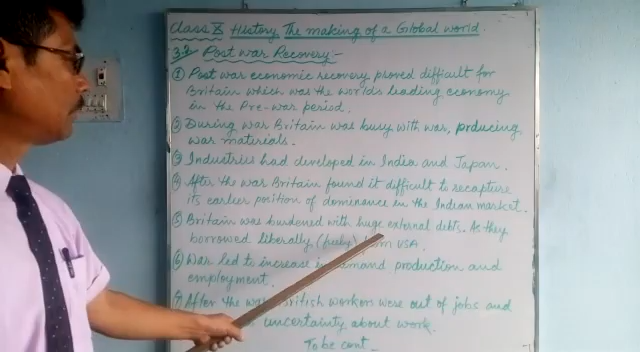 Class X History The making of a Global world.
3.3 Post war Recovery:-
① Post war economic recovery proved difficult for
Britain which was the worlds leading economy
in the Pre-war period.
② During war Britain was busy with war, prducing
war materials.
③ Industries had developed in India and Japan.
④ After the war Britain found it difficult to recapture
its earlier position of dominance in the Indian market.
⑤ Britain was burdened with huge external debts. As they
borrowed liberally (freely) from USA.
⑥ War led to increase in demand production and
employment.
⑦ After the war British workers were out of jobs and
uncertainty about work.
To be cont_